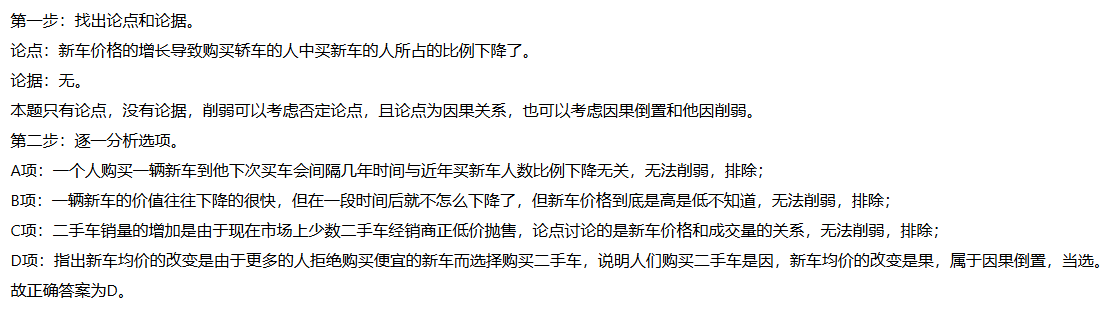 第一步：找出论点和论据。
论点：新车价格的增长导致购买轿车的人中买新车的人所占的比例下降了。
论据：无。
本题只有论点，没有论据，削弱可以考虑否定论点，且论点为因果关系，也可以考虑因果倒置和他因削弱。
第二步：逐一分析选项。
A项：一个人购买一辆新车到他下次买车会间隔几年时间与近年买新车人数比例下降无关，无法削弱，排除；
B项：一辆新车的价值往往下降的很快，但在一段时间后就不怎么下降了，但新车价格到底是高是低不知道，无法削弱，排除；
C项：二手车销量的增加是由于现在市场上少数二手车经销商正低价抛售，论点讨论的是新车价格和成交量的关系，无法削弱，排除；
D项：指出新车均价的改变是由于更多的人拒绝购买便宜的新车而选择购买二手车，说明人们购买二手车是因，新车均价的改变是果，属于因果倒置，当选。
故正确答案为D。